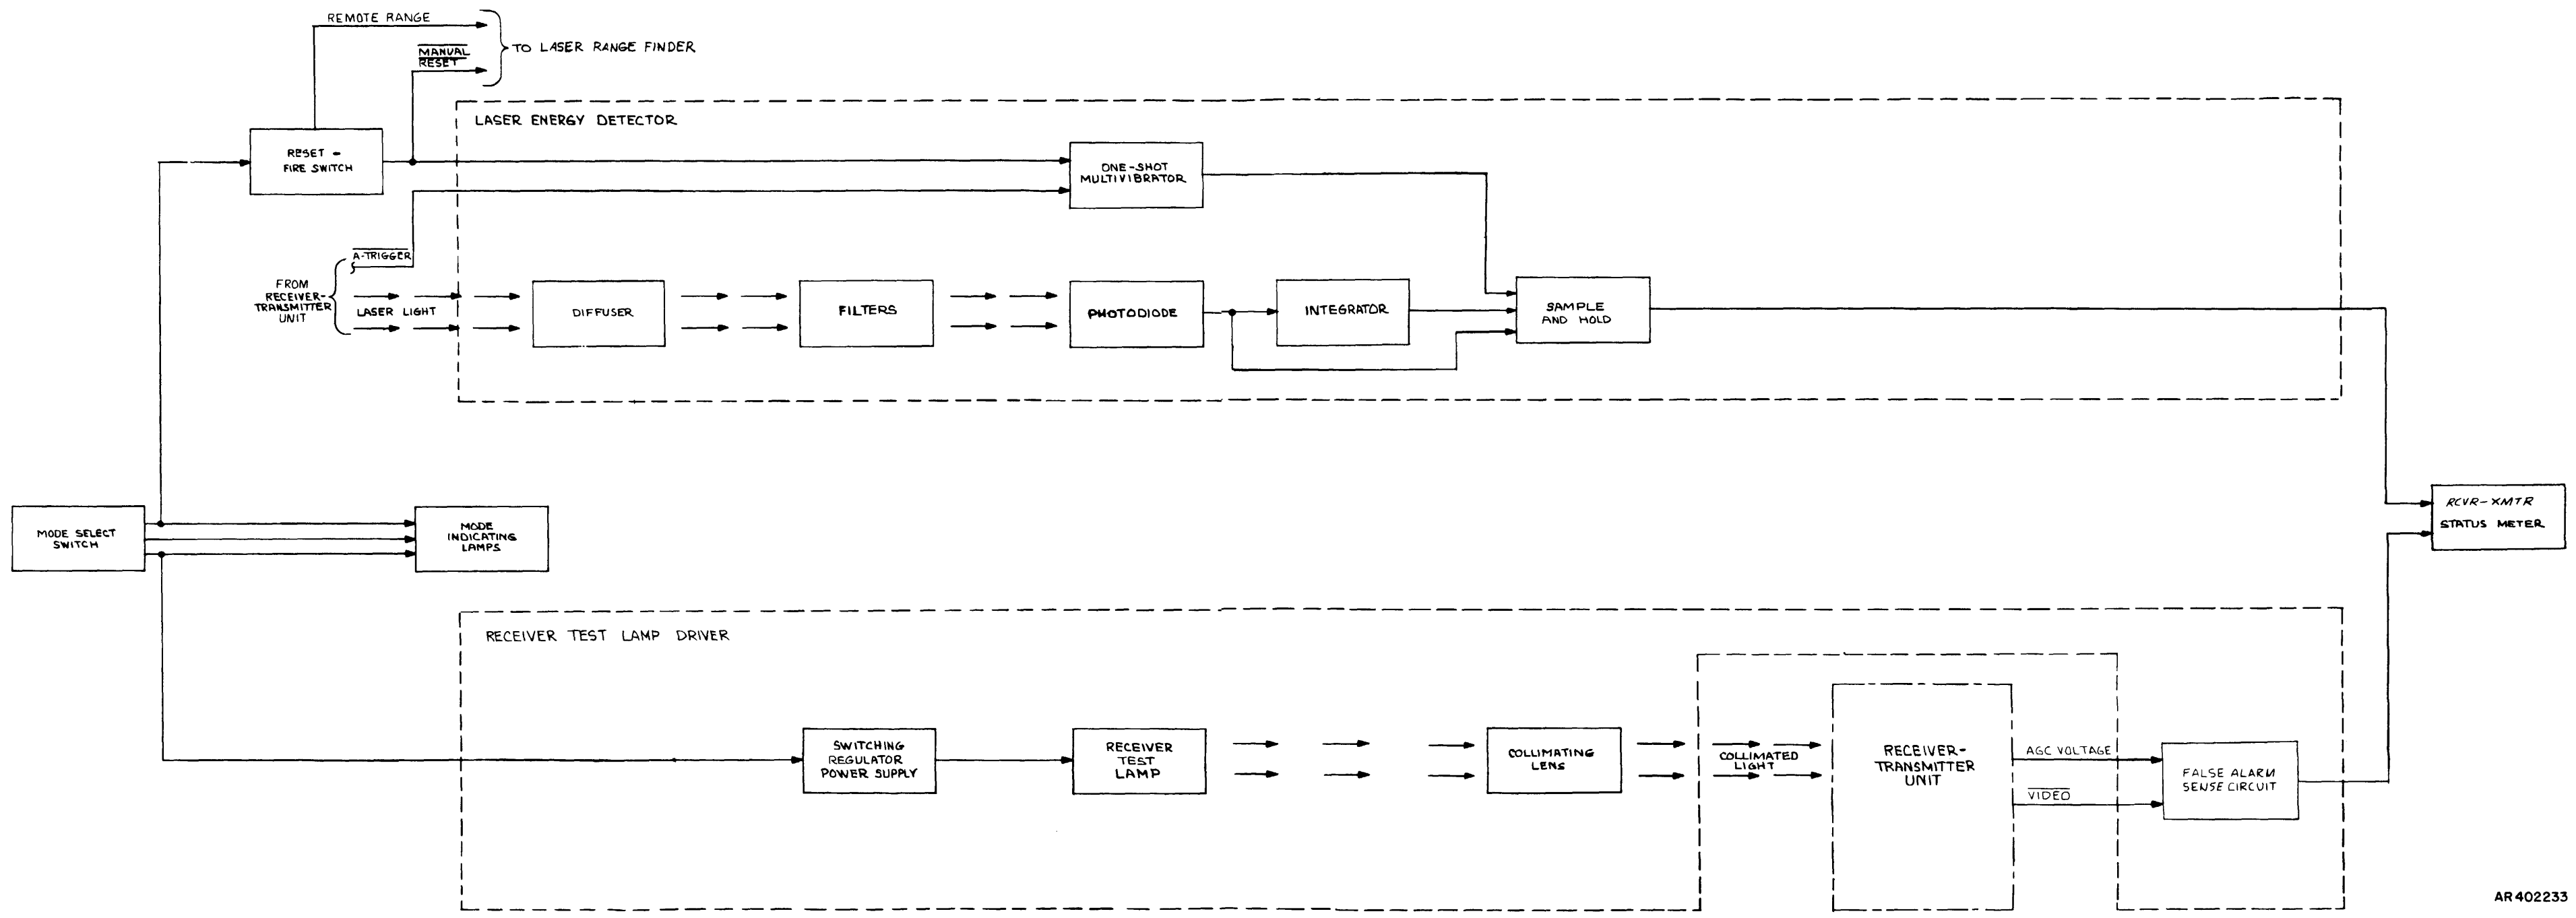 REMOTE RANGE
MANUAL
RESET
TO LASER RANGE FINDER
LASER ENERGY DETECTOR
RESET -
FIRE SWITCH
ONE-SHOT
MULTIVIBRATOR
A-TRIGGER
FROM
RECEIVER-
TRANSMITTER
UNIT
LASER LIGHT
DIFFUSER
FILTERS
PHOTODIODE
INTEGRATOR
SAMPLE
AND HOLD
MODE SELECT
SWITCH
MODE
INDICATING
LAMPS
RCVR-XMTR
STATUS METER
RECEIVER TEST LAMP DRIVER
SWITCHING
REGULATOR
POWER SUPPLY
RECEIVER
TEST
LAMP
COLLIMATING
LENS
COLLIMATED
LIGHT
RECEIVER-
TRANSMITTER
UNIT
AGC VOLTAGE
VIDEO
FALSE ALARM
SENSE CIRCUIT
AR402233